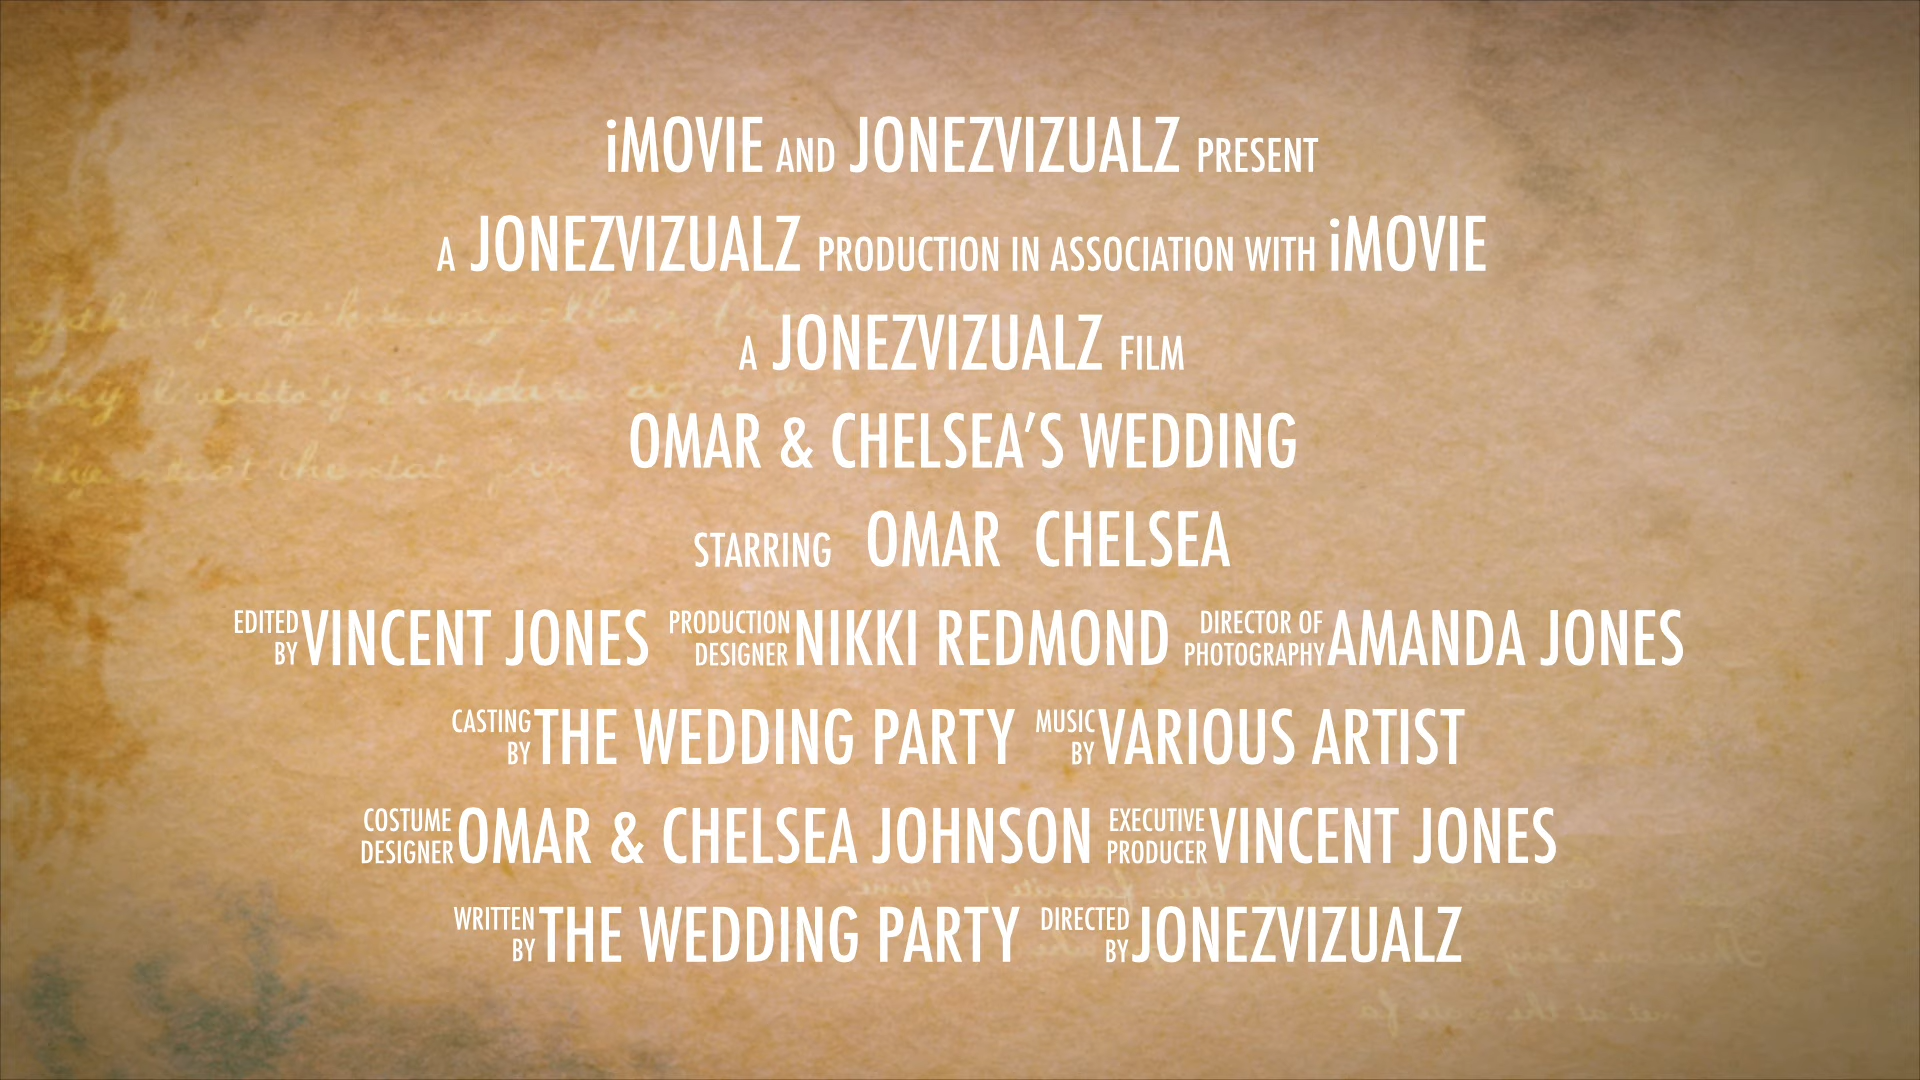 iMOVIE AND JONEZVIZUALZ PRESENT
A JONEZVIZUALZ PRODUCTION IN ASSOCIATION WITH iMOVIE
A JONEZVIZUALZ FILM
OMAR & CHELSEA’S WEDDING
STARRING OMAR CHELSEA
EDITED BY VINCENT JONES PRODUCTION DESIGNER NIKKI REDMOND DIRECTOR OF PHOTOGRAPHY AMANDA JONES
CASTING BY THE WEDDING PARTY MUSIC BY VARIOUS ARTIST
COSTUME DESIGNER OMAR & CHELSEA JOHNSON EXECUTIVE PRODUCER VINCENT JONES
WRITTEN BY THE WEDDING PARTY DIRECTED BY JONEZVIZUALZ